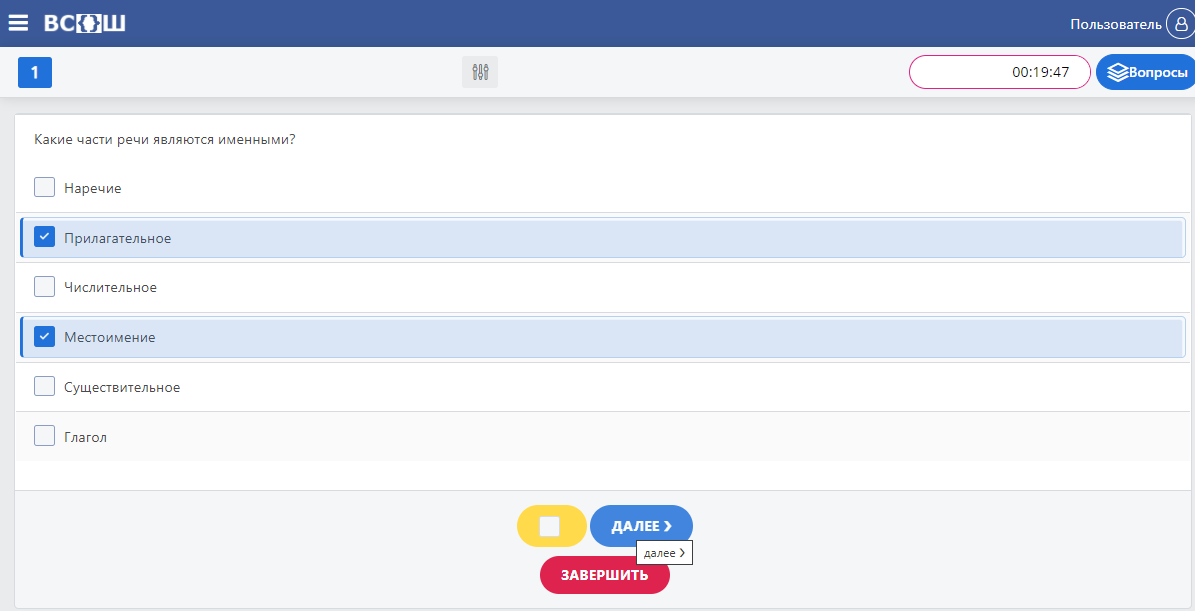 ВСОШ
Пользователь
1
00:19:47
Вопросы
Какие части речи являются именными?
Наречие
Прилагательное
Числительное
Местоимение
Существительное
Глагол
ДАЛЕЕ ❯
далее ❯
ЗАВЕРШИТЬ